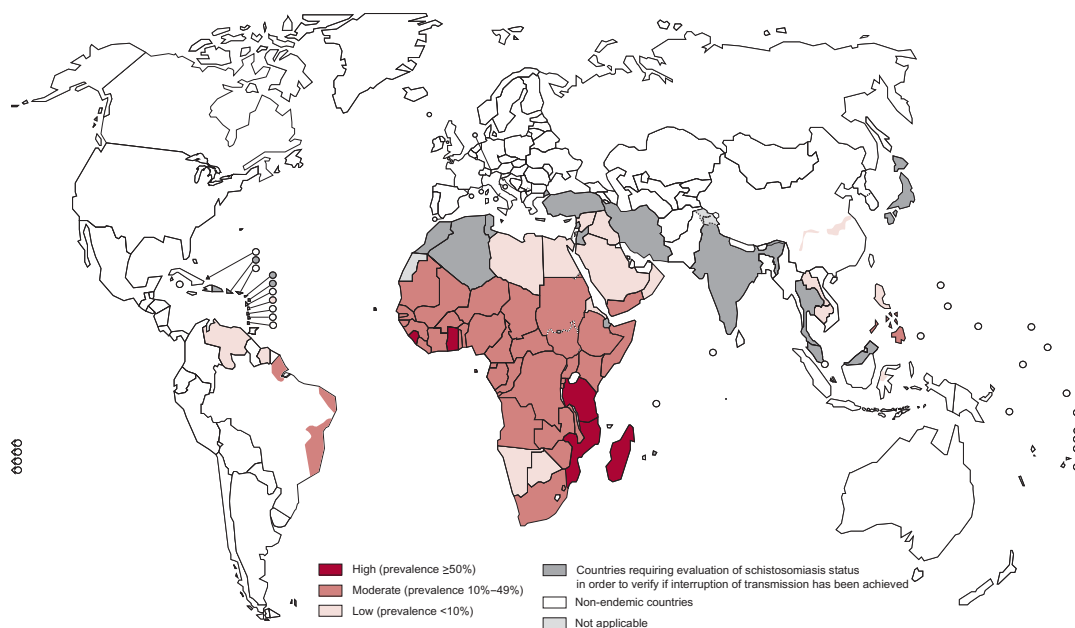 High (prevalence ≥50%)
Moderate (prevalence 10%–49%)
Low (prevalence <10%)
Countries requiring evaluation of schistosomiasis status
in order to verify if interruption of transmission has been achieved
Non-endemic countries
Not applicable